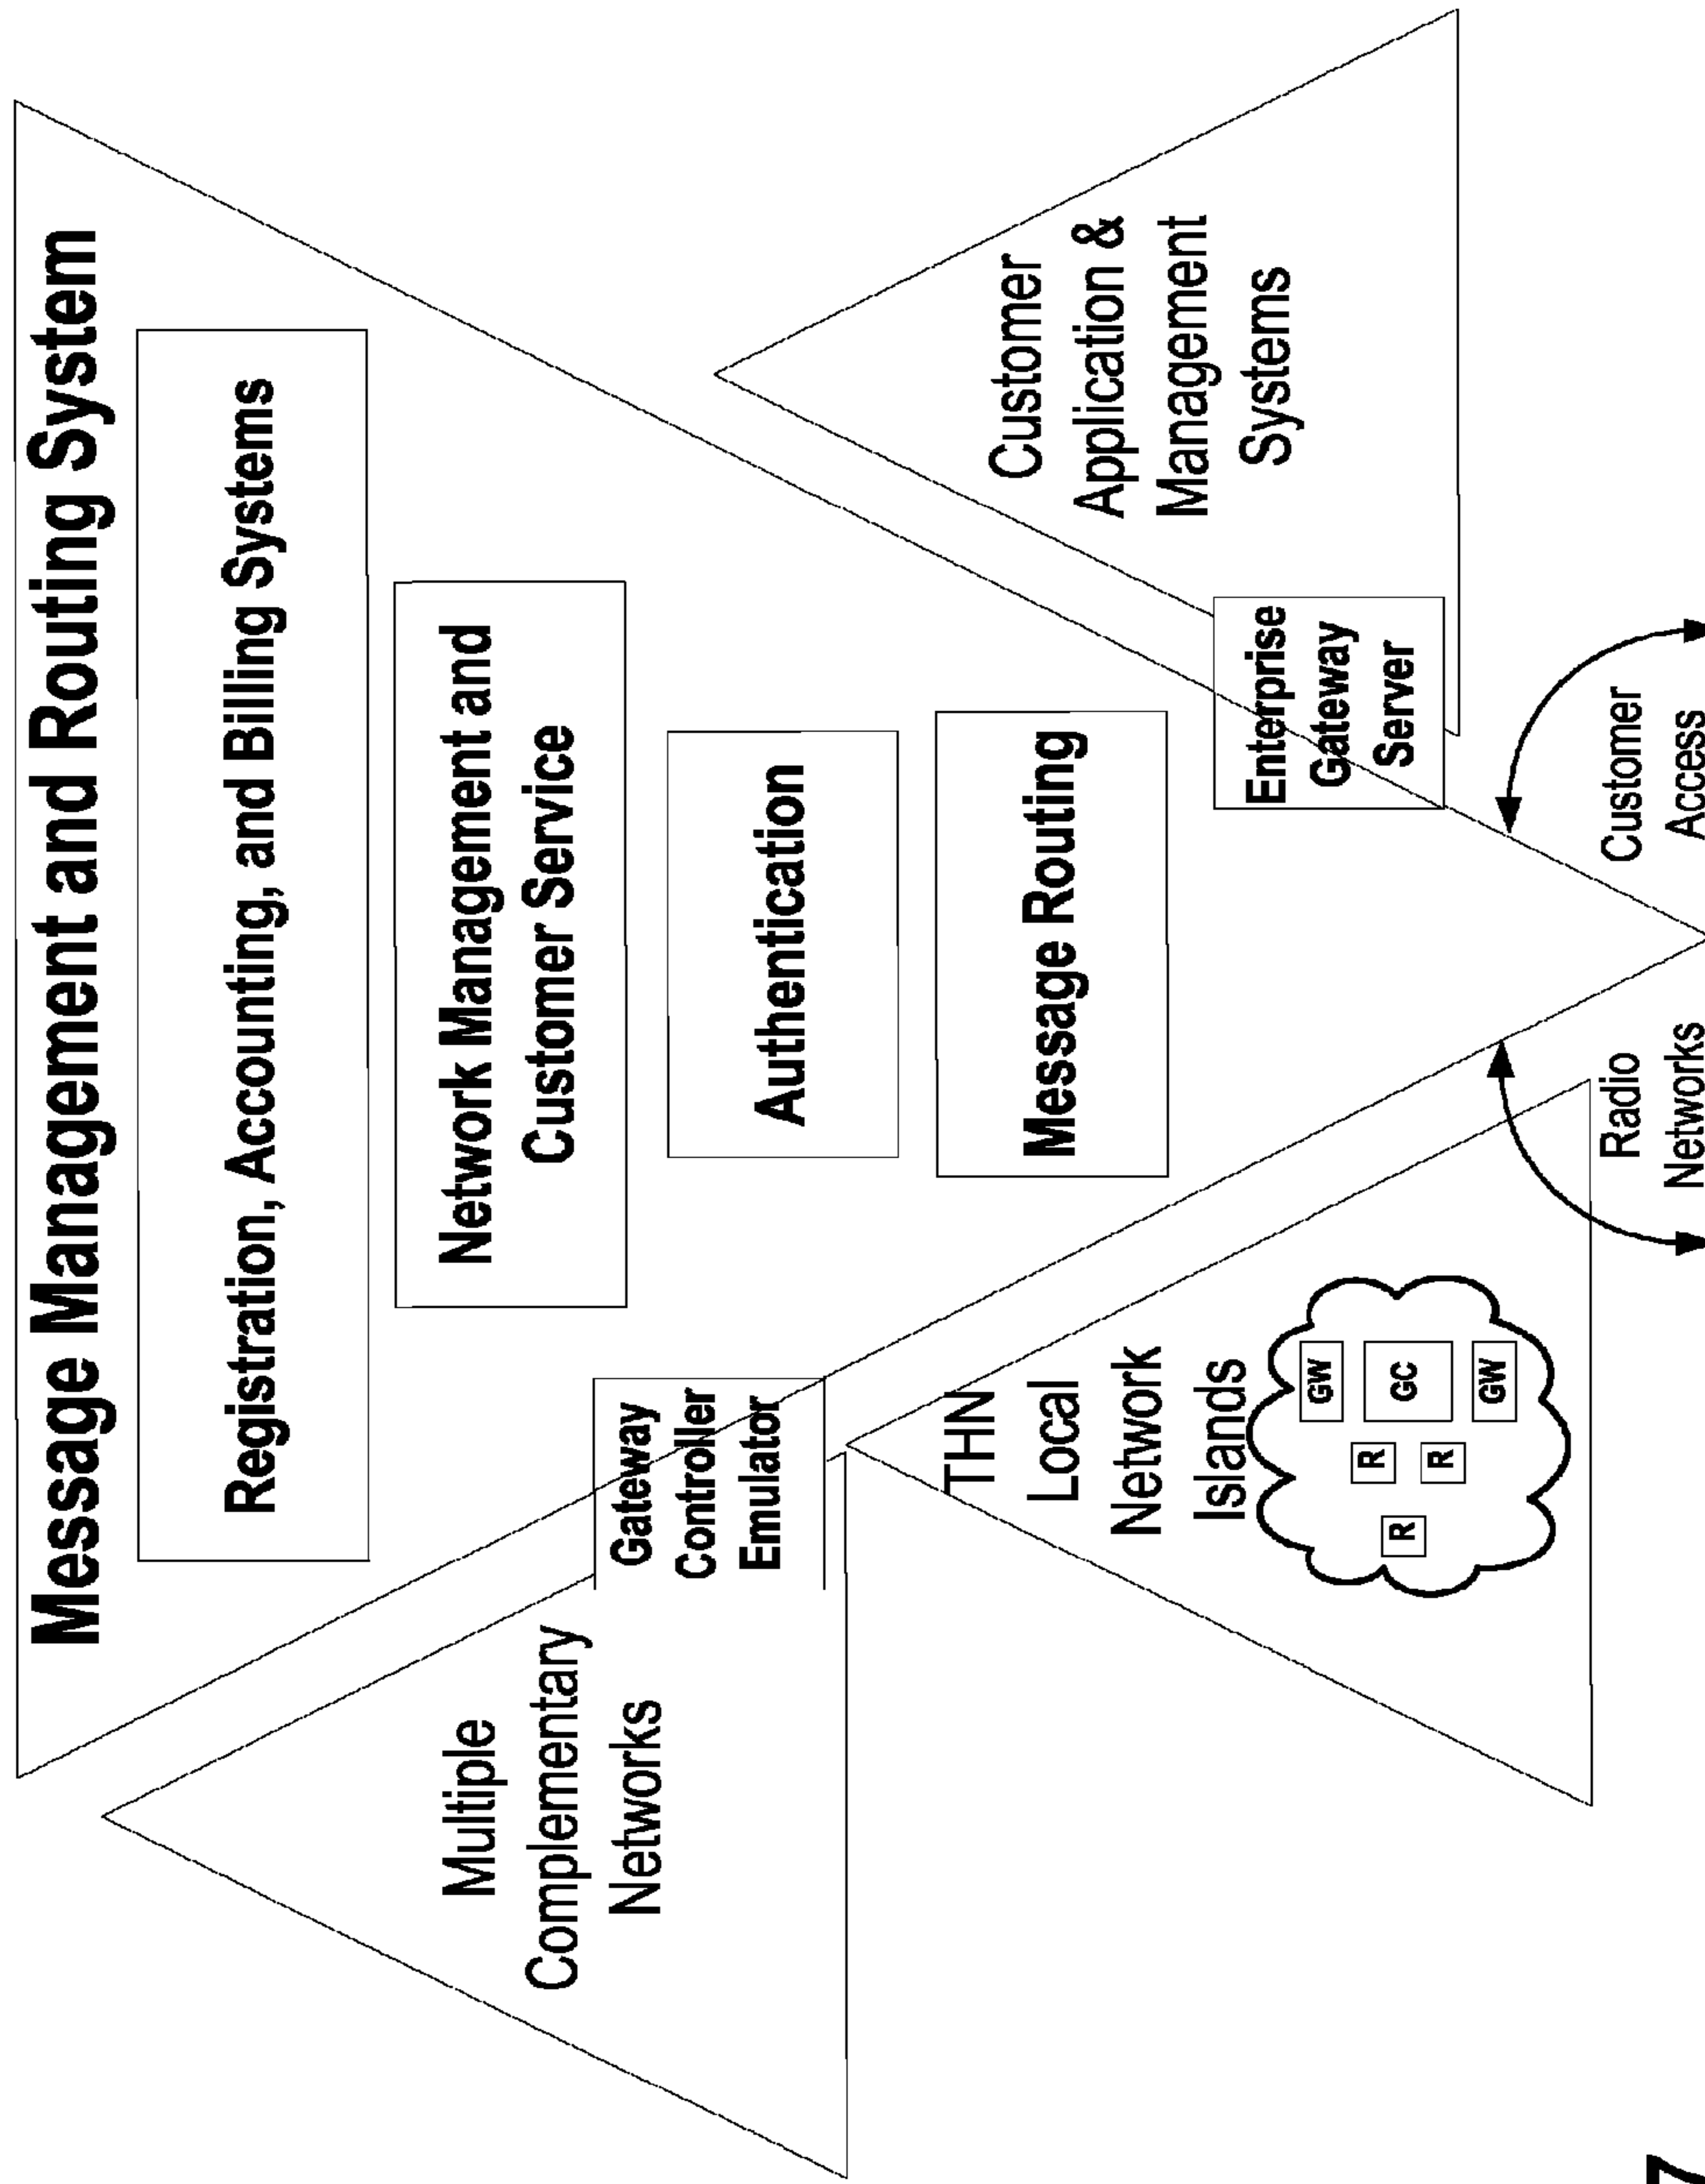 Message Management and Routing System
Registration, Accounting, and Billing Systems
Network Management and
Customer Service
Authentication
Message Routing
Multiple
Complementary
Networks
Gateway
Controller
Emulator
THN
Local
Network
Islands
R
R
R
GW
GC
GW
Enterprise
Gateway
Server
Customer
Application &
Management
Systems
Radio
Networks
Customer
Access
7